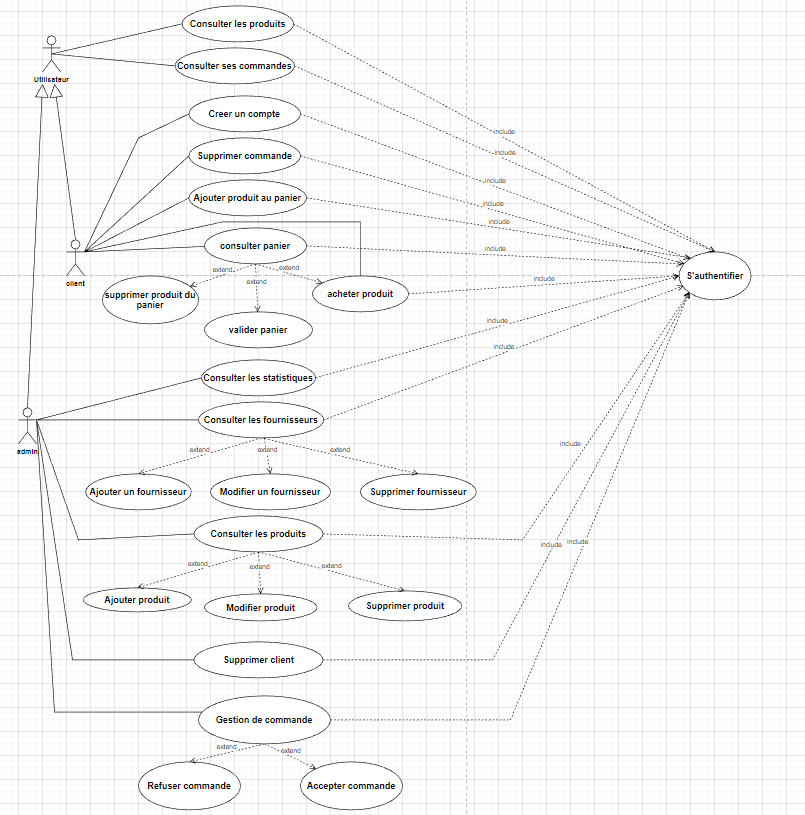 Consulter les produits
Utilicateur
Consulter ses commandes
Creer un compte
include
include
Supprimer commande
include
Ajouter produit au panier
include
include
consulter panier
include
client
extend
extend
extend
include
S'authentifier
supprimer produit du
panier
acheter produit
valider panier
include
include
Consulter les statistiques
admin
Consulter les fournisseurs
extend
extend
extend
include
Ajouter un fournisseur
Modifier un fournisseur
Supprimer fournisseur
Consulter les produits
include
include
extend
extend
extend
Ajouter produit
Modifier produit
Supprimer produit
Supprimer client
Gestion de commande
extend
extend
Refuser commande
Accepter commande